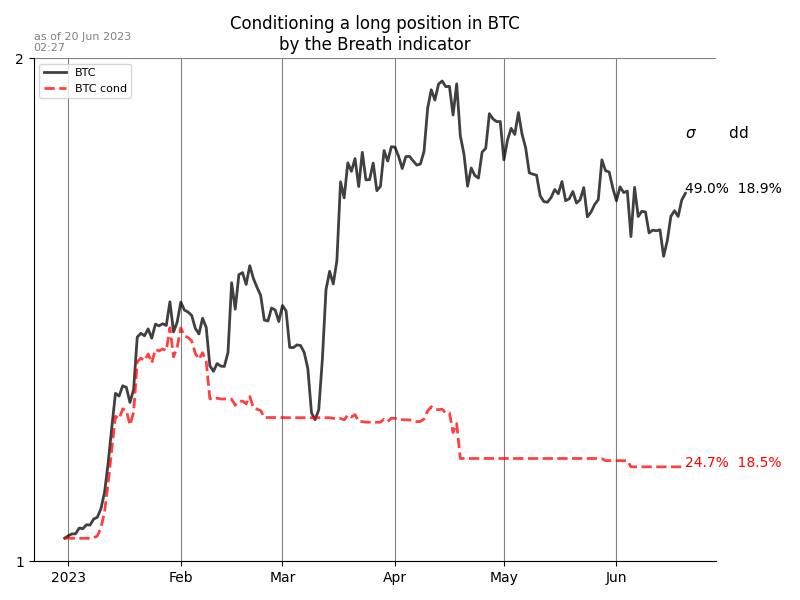 Conditioning a long position in BTC
by the Breath indicator
as of 20 Jun 2023
02:27
2
BTC
BTC cond
σ dd
49.0% 18.9%
24.7% 18.5%
1
2023 Feb Mar Apr May Jun